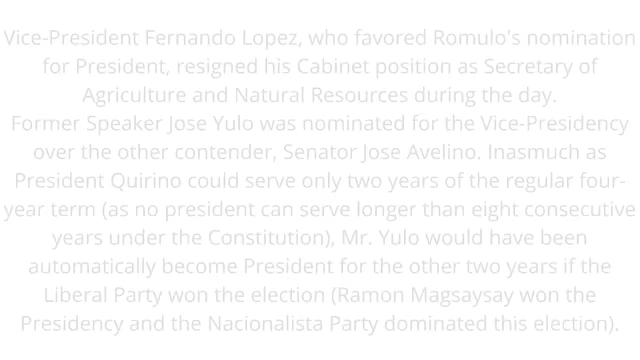 Vice-President Fernando Lopez, who favored Romulo's nomination
for President, resigned his Cabinet position as Secretary of
Agriculture and Natural Resources during the day.
Former Speaker Jose Yulo was nominated for the Vice-Presidency
over the other contender, Senator Jose Avelino. Inasmuch as
President Quirino could serve only two years of the regular four-
year term (as no president can serve longer than eight consecutive
years under the Constitution), Mr. Yulo would have been
automatically become President for the other two years if the
Liberal Party won the election (Ramon Magsaysay won the
Presidency and the Nacionalista Party dominated this election).